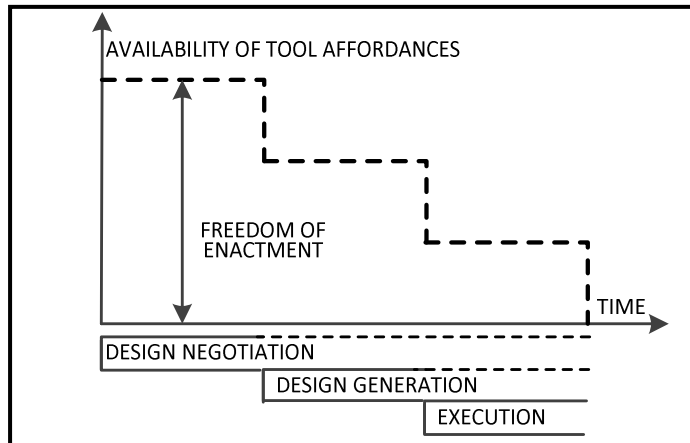 AVAILABILITY OF TOOL AFFORDANCES
FREEDOM OF
ENACTMENT
TIME
DESIGN NEGOTIATION
DESIGN GENERATION
EXECUTION